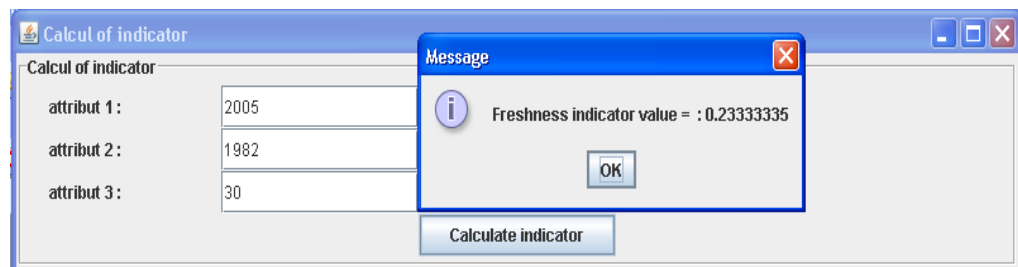 Calcul of indicator
Message
Calcul of indicator
attribut 1 : 2005
Freshness indicator value = : 0.23333335
attribut 2 : 1982
OK
attribut 3 : 30
Calculate indicator